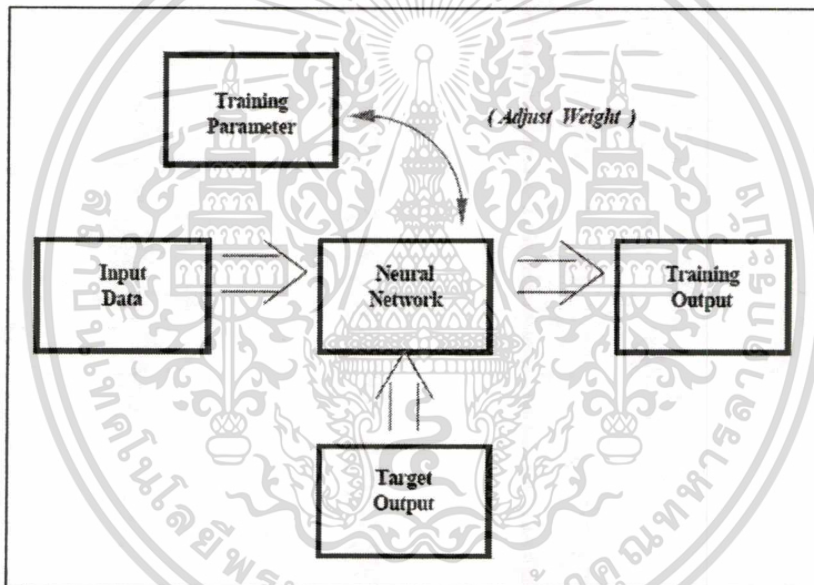 Training
Parameter
( Adjust Weight )
Input
Data
Neural
Network
Training
Output
Target
Output